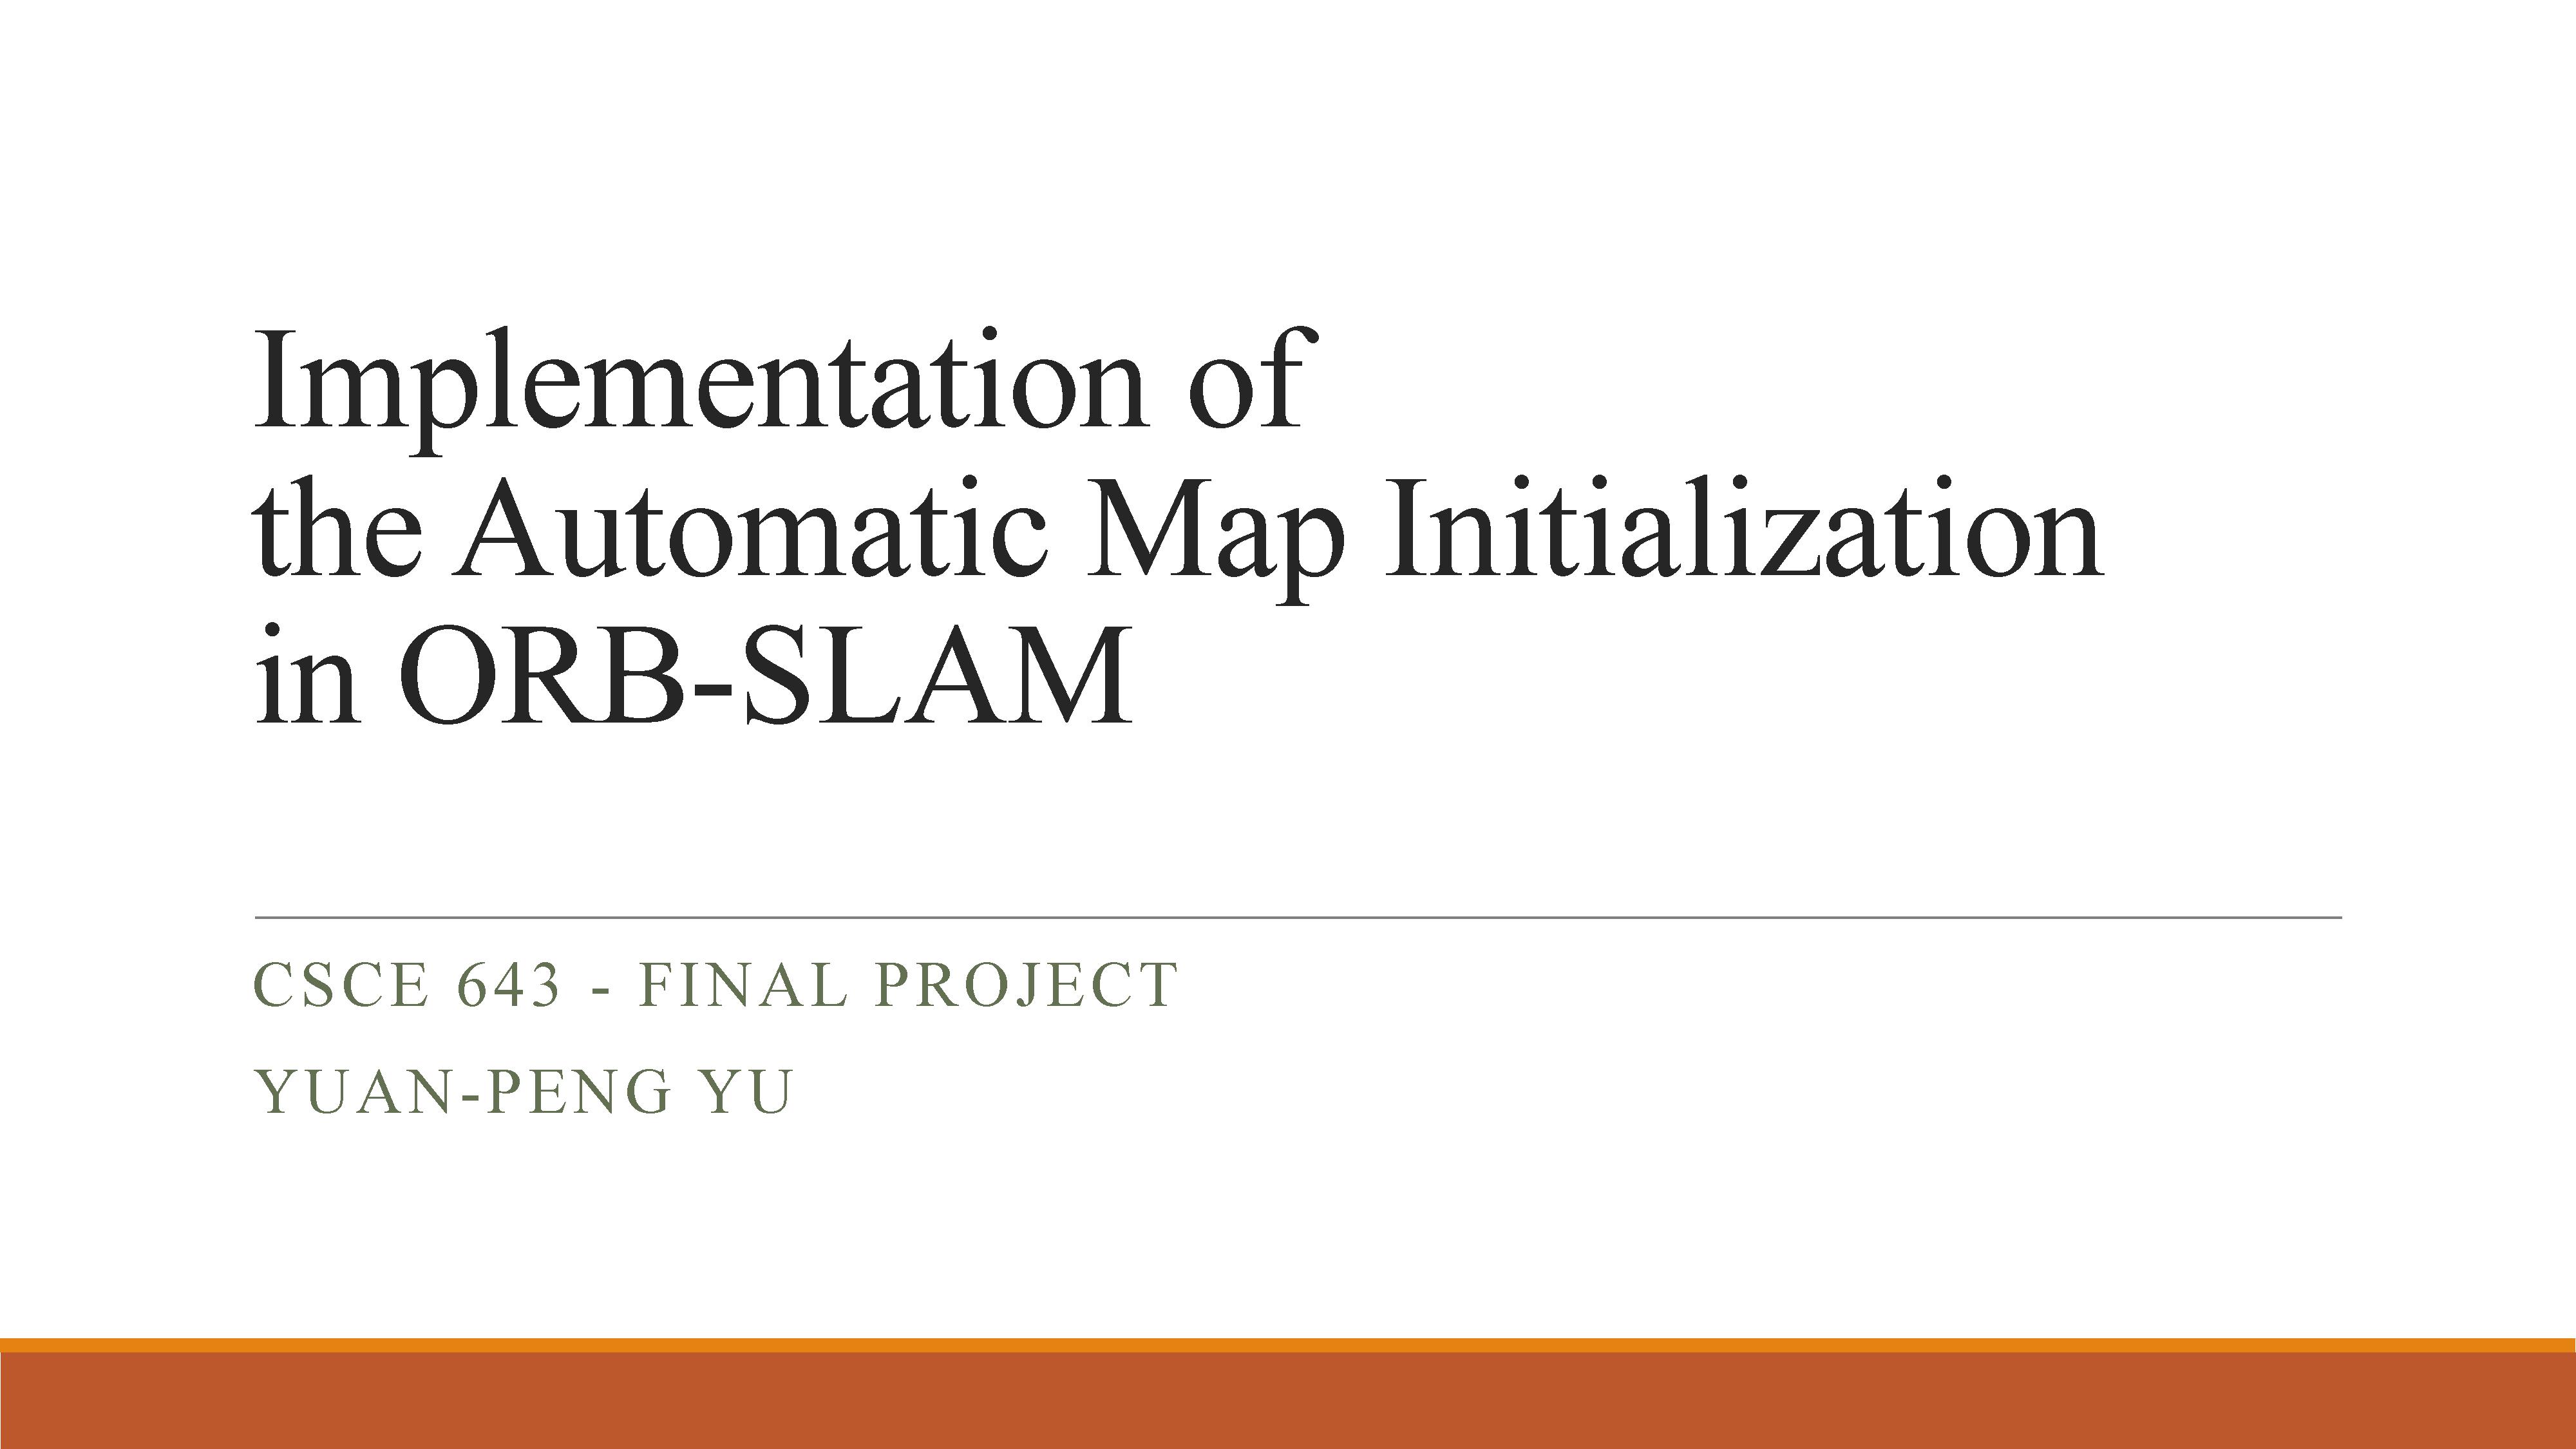 Implementation of
the Automatic Map Initialization
in ORB-SLAM
CSCE 643 - FINAL PROJECT
YUAN-PENG YU